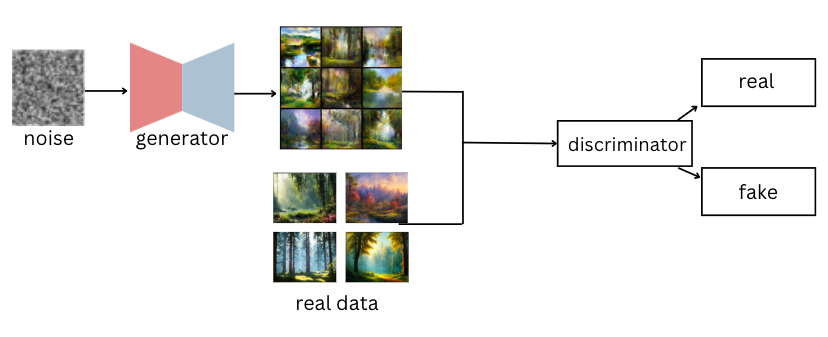 noise
generator
real data
discriminator
real
fake